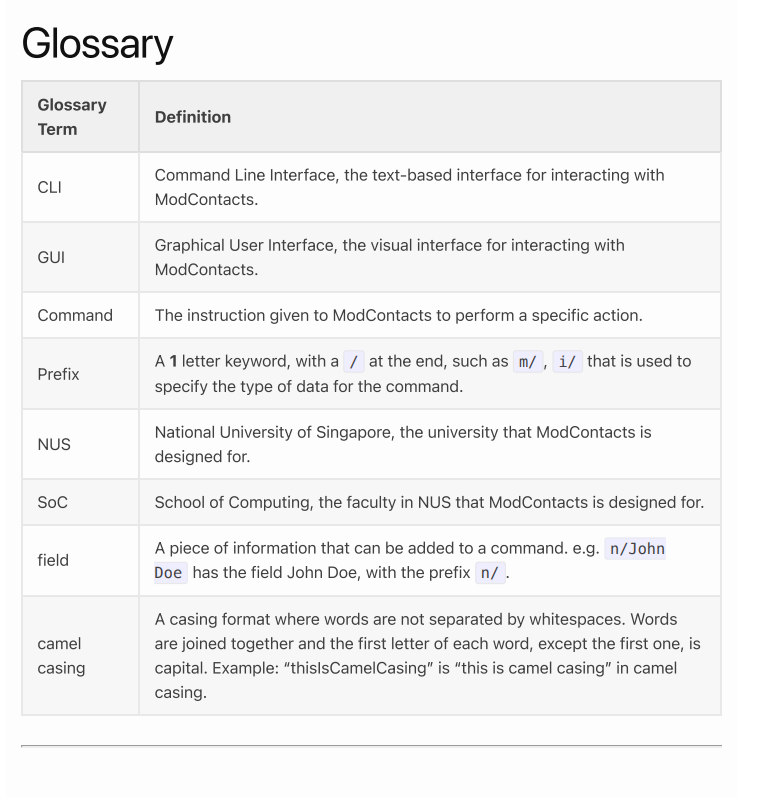 Glossary
Glossary
Term
Definition
CLI
Command Line Interface, the text-based interface for interacting with
ModContacts.
GUI
Graphical User Interface, the visual interface for interacting with
ModContacts.
Command
The instruction given to ModContacts to perform a specific action.
Prefix
A 1 letter keyword, with a / at the end, such as m/, i/ that is used to
specify the type of data for the command.
NUS
National University of Singapore, the university that ModContacts is
designed for.
SoC
School of Computing, the faculty in NUS that ModContacts is designed for.
field
A piece of information that can be added to a command. e.g. n/John
Doe has the field John Doe, with the prefix n/.
camel
casing
A casing format where words are not separated by whitespaces. Words
are joined together and the first letter of each word, except the first one, is
capital. Example: “thisIsCamelCasing” is “this is camel casing” in camel
casing.